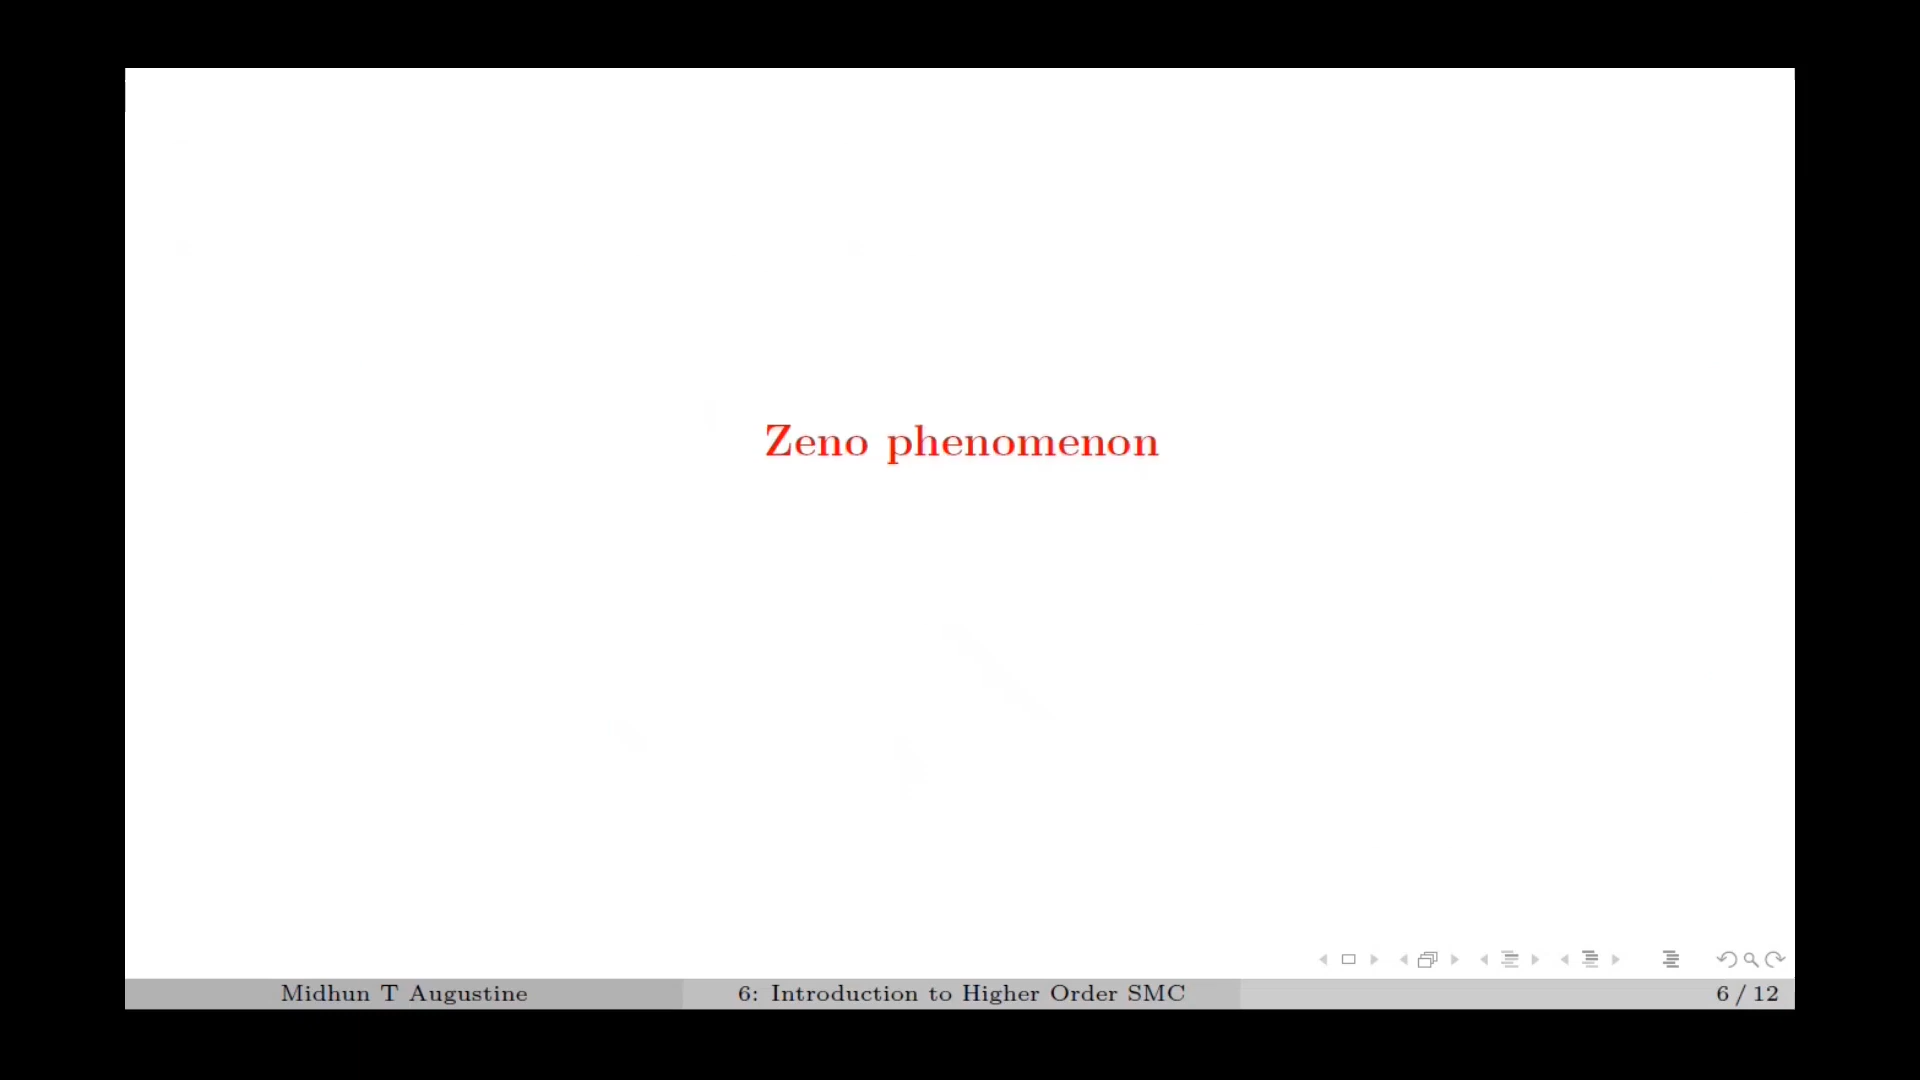 Zeno phenomenon
Midhun T Augustine
6: Introduction to Higher Order SMC
6 / 12